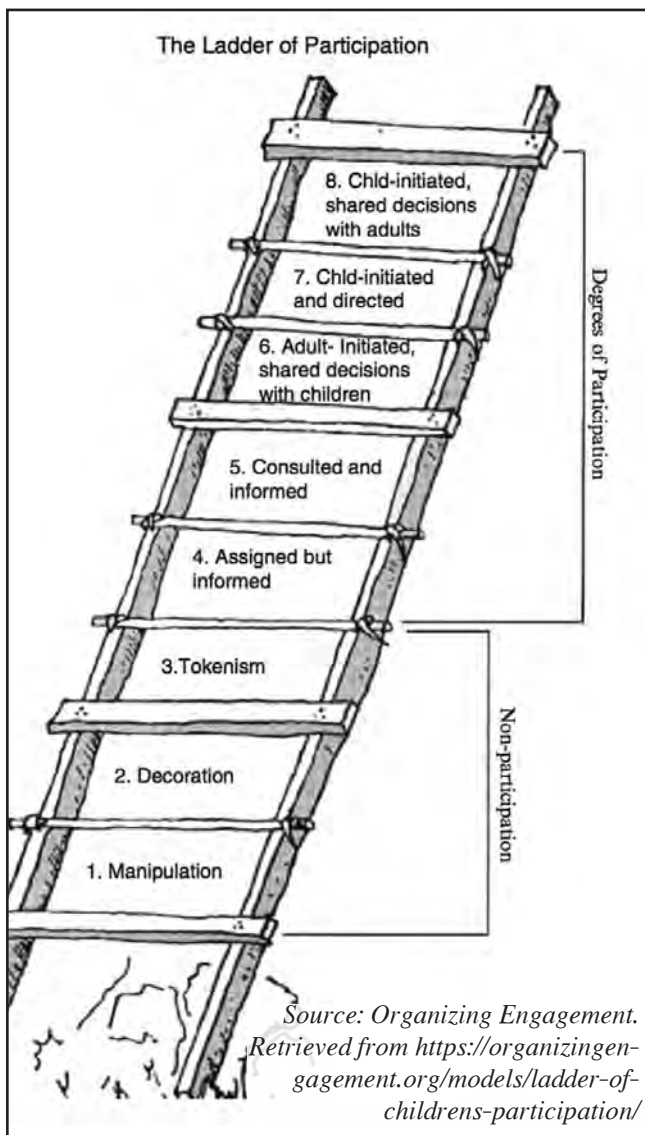 The Ladder of Participation
8. Chld-initiated,
shared decisions
with adults
7. Chld-initiated
and directed
6. Adult- Initiated,
shared decisions
with children
5. Consulted and
informed
4. Assigned but
informed
3.Tokenism
2. Decoration
1. Manipulation
Degrees of Participation
Non-participation
Source: Organizing Engagement.
Retrieved from https://organizingen-
gagement.org/models/ladder-of-
childrens-participation/